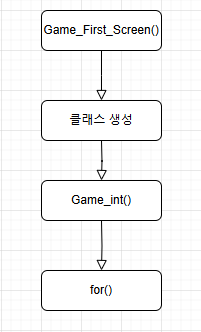 Game_First_Screen()
클래스 생성
Game_int()
for()